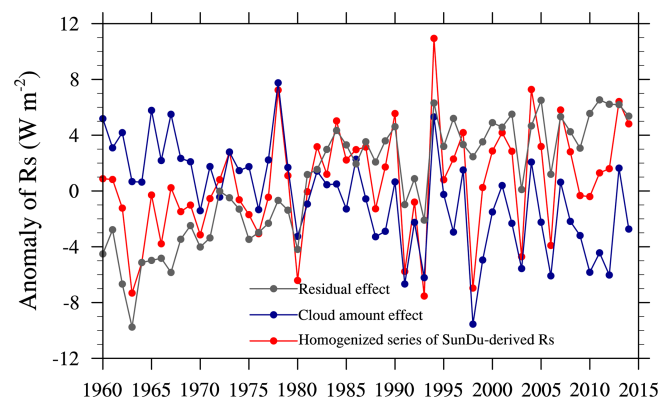 Anomaly of Rs (W m⁻²)
12
8
4
0
-4
-8
-12
Residual effect
Cloud amount effect
Homogenized series of SunDu-derived Rs
1960 1965 1970 1975 1980 1985 1990 1995 2000 2005 2010 2015